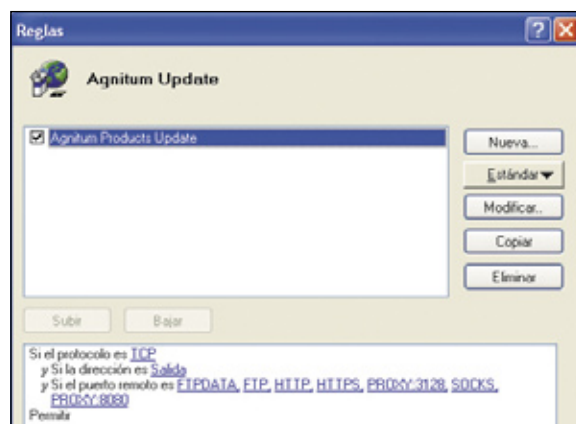 Reglas
Agnitum Update
Agnitum Products Update
Nueva...
Estándar
Modificar..
Copiar
Eliminar
Subir
Bajar
Si el protocolo es TCP
y Si la dirección es Salida
y Si el puerto remoto es FTPDATA, FTP, HTTP, HTTPS, PROXY:3128, SOCKS,
PROXY:8080
Permitir